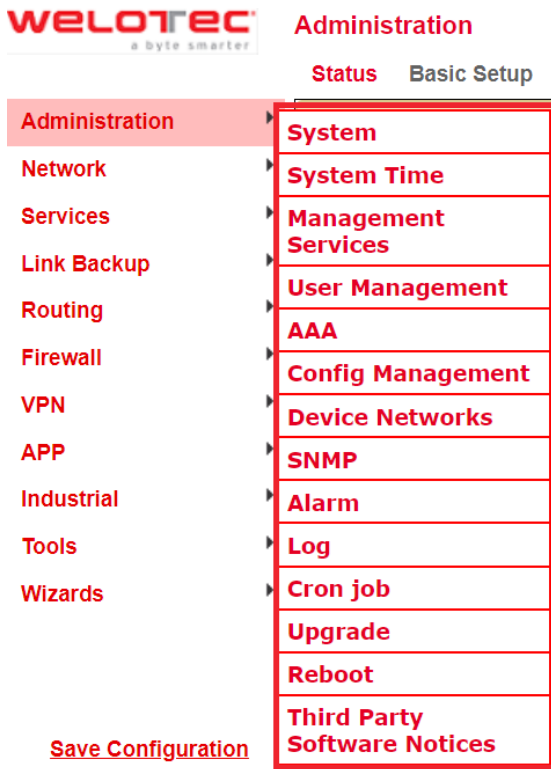 WELOTEC
a byte smarter
Administration
Status Basic Setup
Administration
Network
Services
Link Backup
Routing
Firewall
VPN
APP
Industrial
Tools
Wizards
Save Configuration
System
System Time
Management
Services
User Management
AAA
Config Management
Device Networks
SNMP
Alarm
Log
Cron job
Upgrade
Reboot
Third Party
Software Notices